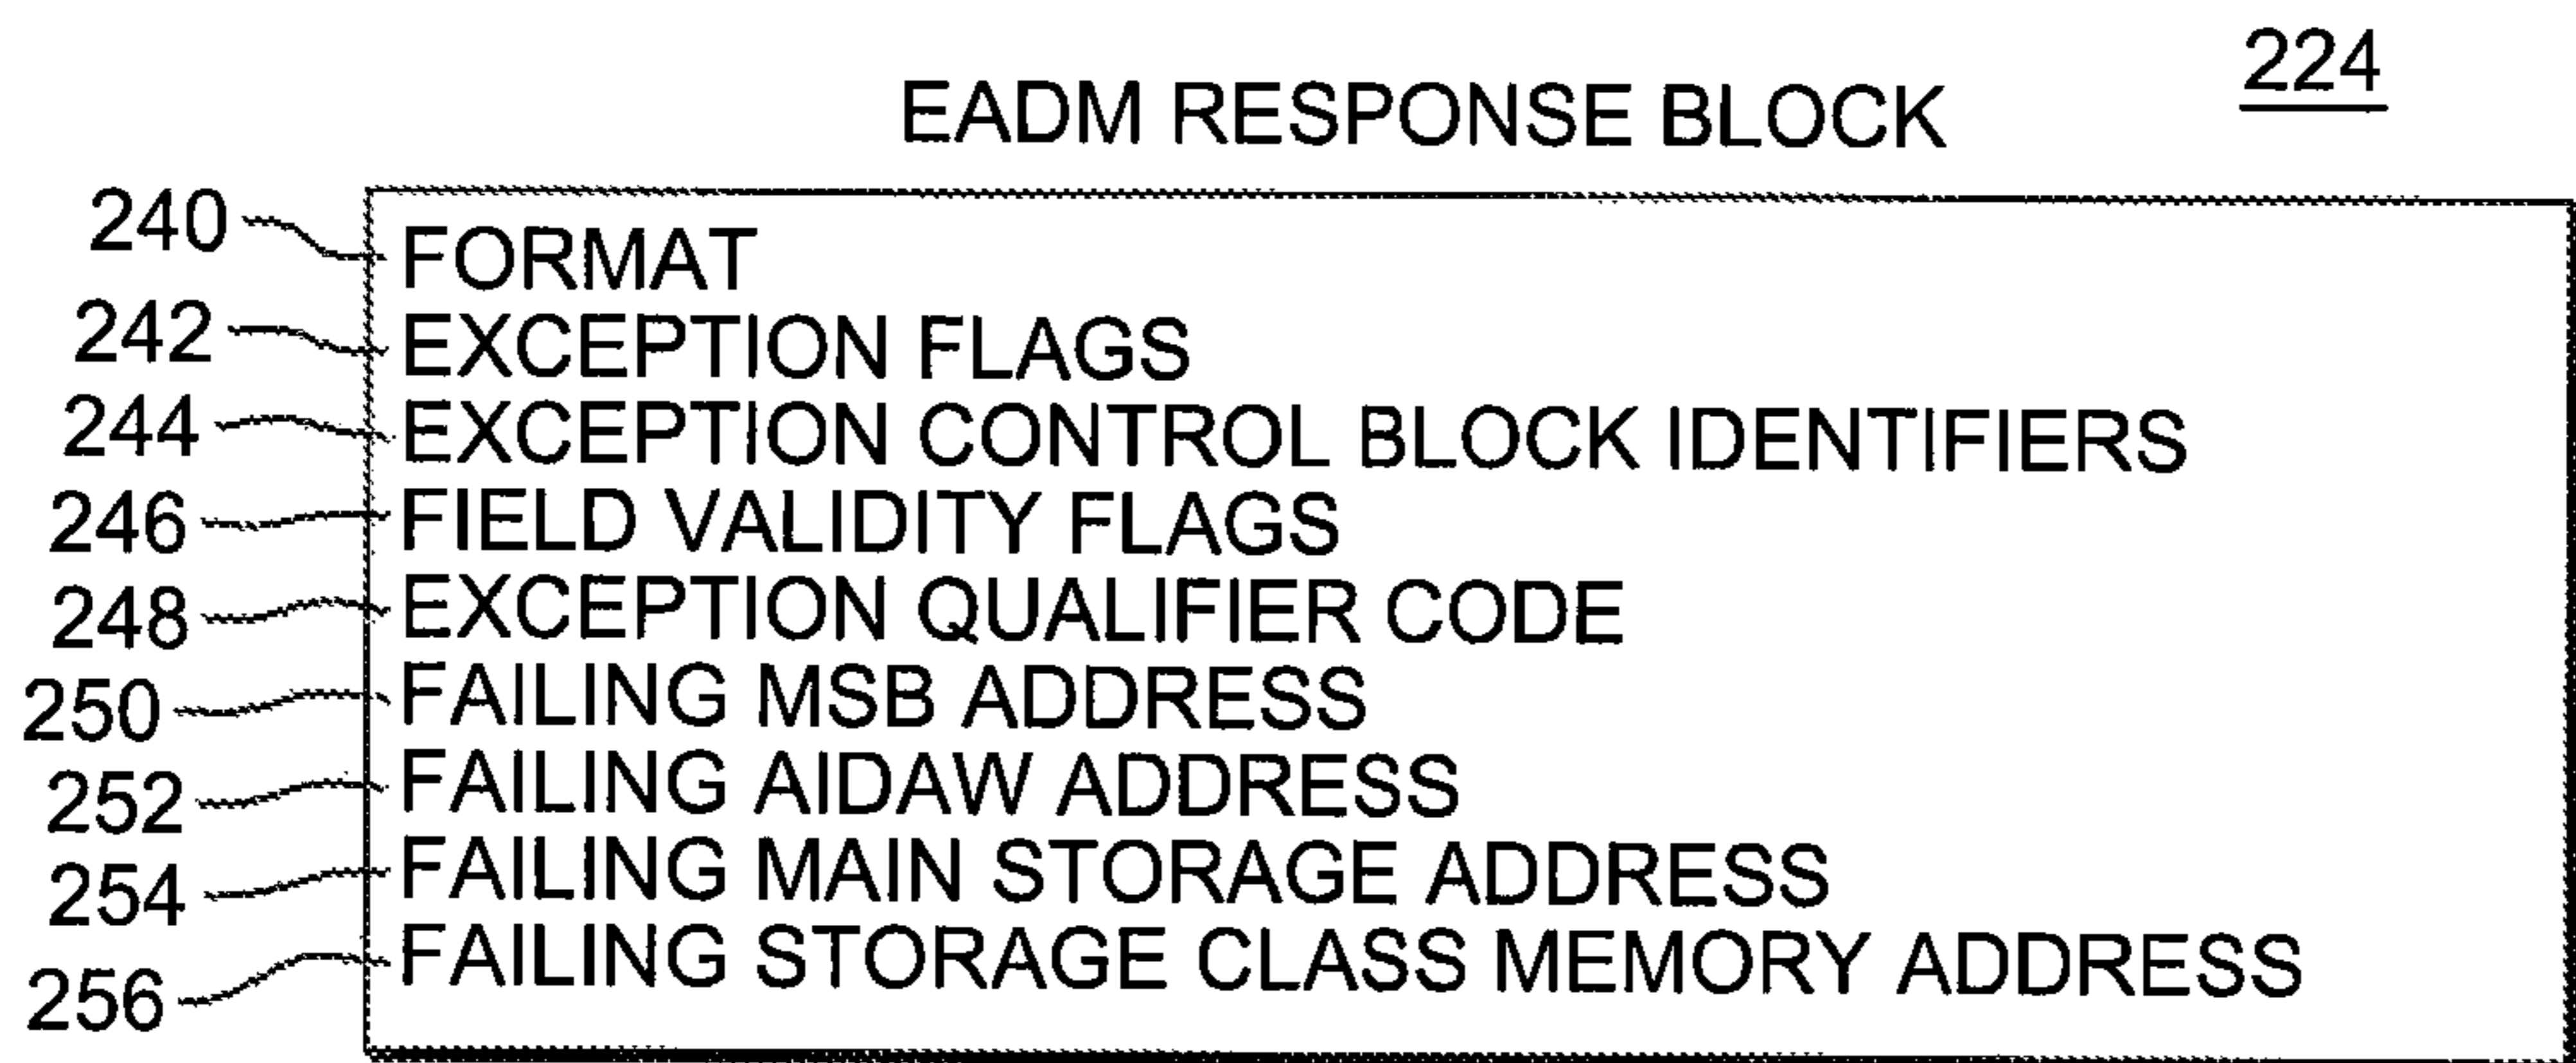 224
EADM RESPONSE BLOCK
240 FORMAT
242 EXCEPTION FLAGS
244 EXCEPTION CONTROL BLOCK IDENTIFIERS
246 FIELD VALIDITY FLAGS
248 EXCEPTION QUALIFIER CODE
250 FAILING MSB ADDRESS
252 FAILING AIDAW ADDRESS
254 FAILING MAIN STORAGE ADDRESS
256 FAILING STORAGE CLASS MEMORY ADDRESS